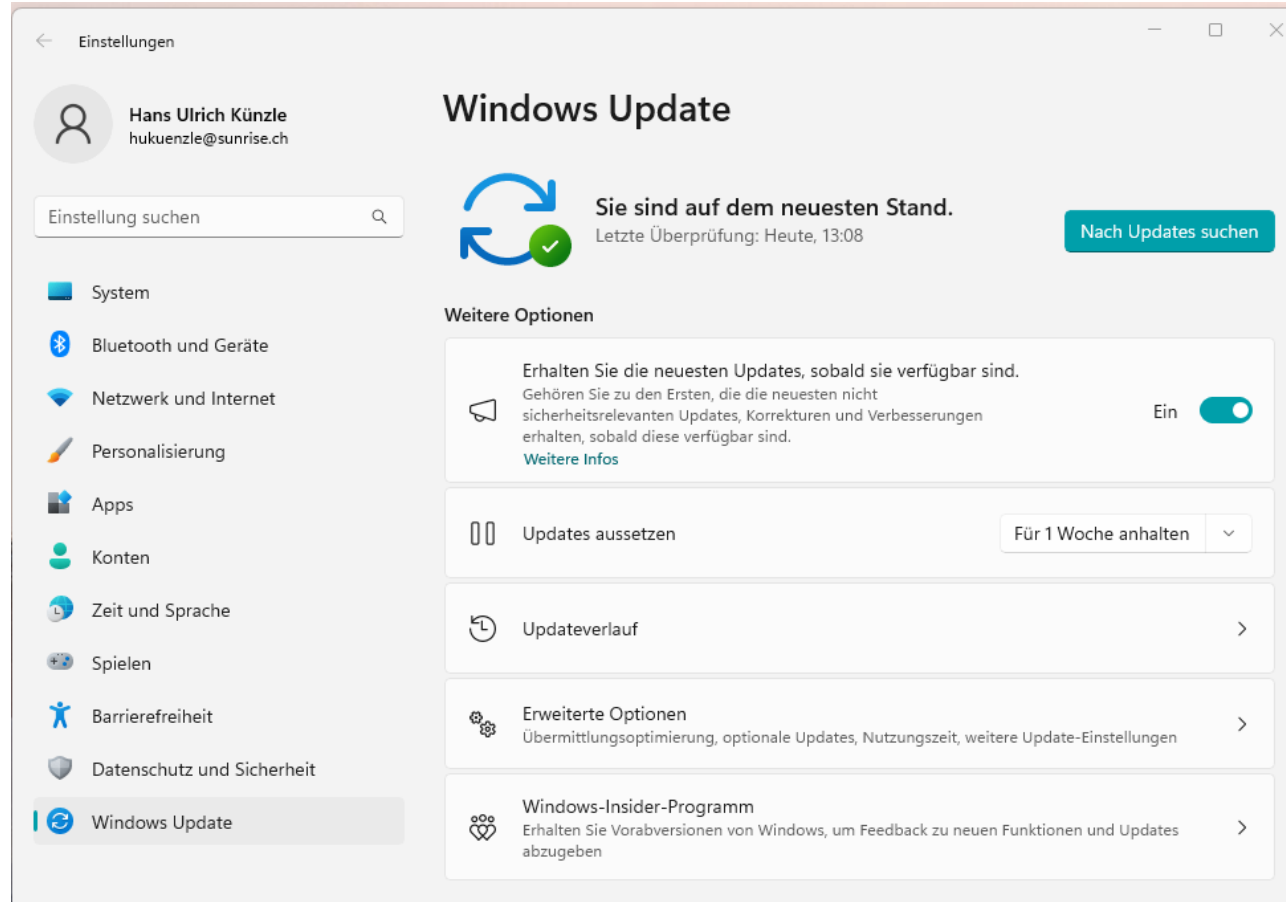 Einstellungen
Hans Ulrich Künzle
hukuenzle@sunrise.ch
Einstellung suchen
System
Bluetooth und Geräte
Netzwerk und Internet
Personalisierung
Apps
Konten
Zeit und Sprache
Spielen
Barrierefreiheit
Datenschutz und Sicherheit
Windows Update
Windows Update
Sie sind auf dem neuesten Stand.
Letzte Überprüfung: Heute, 13:08
Nach Updates suchen
Weitere Optionen
Erhalten Sie die neuesten Updates, sobald sie verfügbar sind.
Gehören Sie zu den Ersten, die die neuesten nicht
sicherheitsrelevanten Updates, Korrekturen und Verbesserungen
erhalten, sobald diese verfügbar sind.
Weitere Infos
Ein
Updates aussetzen
Für 1 Woche anhalten
Updateverlauf
Erweiterte Optionen
Übermittlungsoptimierung, optionale Updates, Nutzungszeit, weitere Update-Einstellungen
Windows-Insider-Programm
Erhalten Sie Vorabversionen von Windows, um Feedback zu neuen Funktionen und Updates
abzugeben